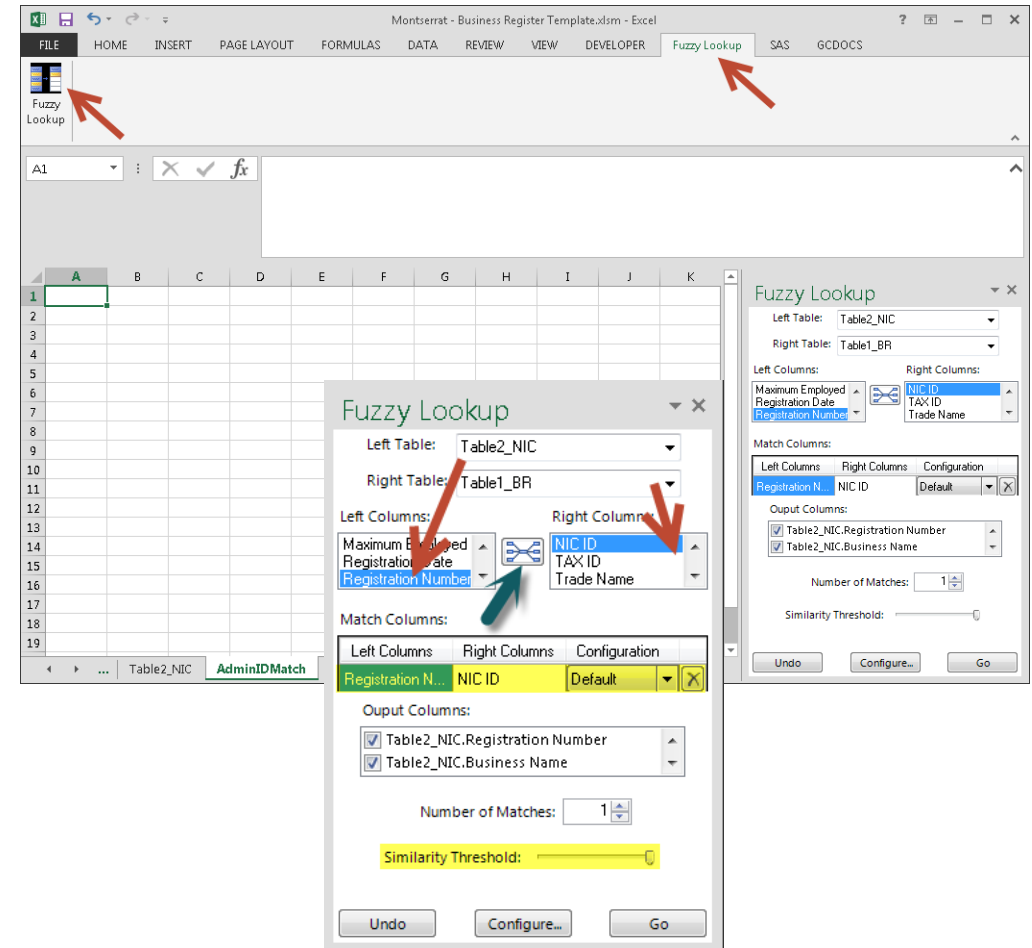 Montserrat - Business Register Template.xlsm - Excel
FILE HOME INSERT PAGE LAYOUT FORMULAS DATA REVIEW VIEW DEVELOPER Fuzzy Lookup SAS GCDOCS
Fuzzy
Lookup
A1
fx
A B C D E F G H I J K
1
2
3
4
5
6
7
8
9
10
11
12
13
14
15
16
17
18
19
... Table2_NIC AdminIDMatch
Fuzzy Lookup
Left Table: Table2_NIC
Right Table: Table1_BR
Left Columns: Right Columns:
Maximum Employed NIC ID
Registration Date TAX ID
Registration Number Trade Name
Match Columns:
Left Columns Right Columns Configuration
Registration N... NIC ID Default
Ouput Columns:
Table2_NIC.Registration Number
Table2_NIC.Business Name
Number of Matches: 1
Similarity Threshold:
Undo Configure... Go
Fuzzy Lookup
Left Table: Table2_NIC
Right Table: Table1_BR
Left Columns: Right Columns:
Maximum Employed NIC ID
Registration Date TAX ID
Registration Number Trade Name
Match Columns:
Left Columns Right Columns Configuration
Registration N... NIC ID Default
Ouput Columns:
Table2_NIC.Registration Number
Table2_NIC.Business Name
Number of Matches: 1
Similarity Threshold:
Undo Configure... Go